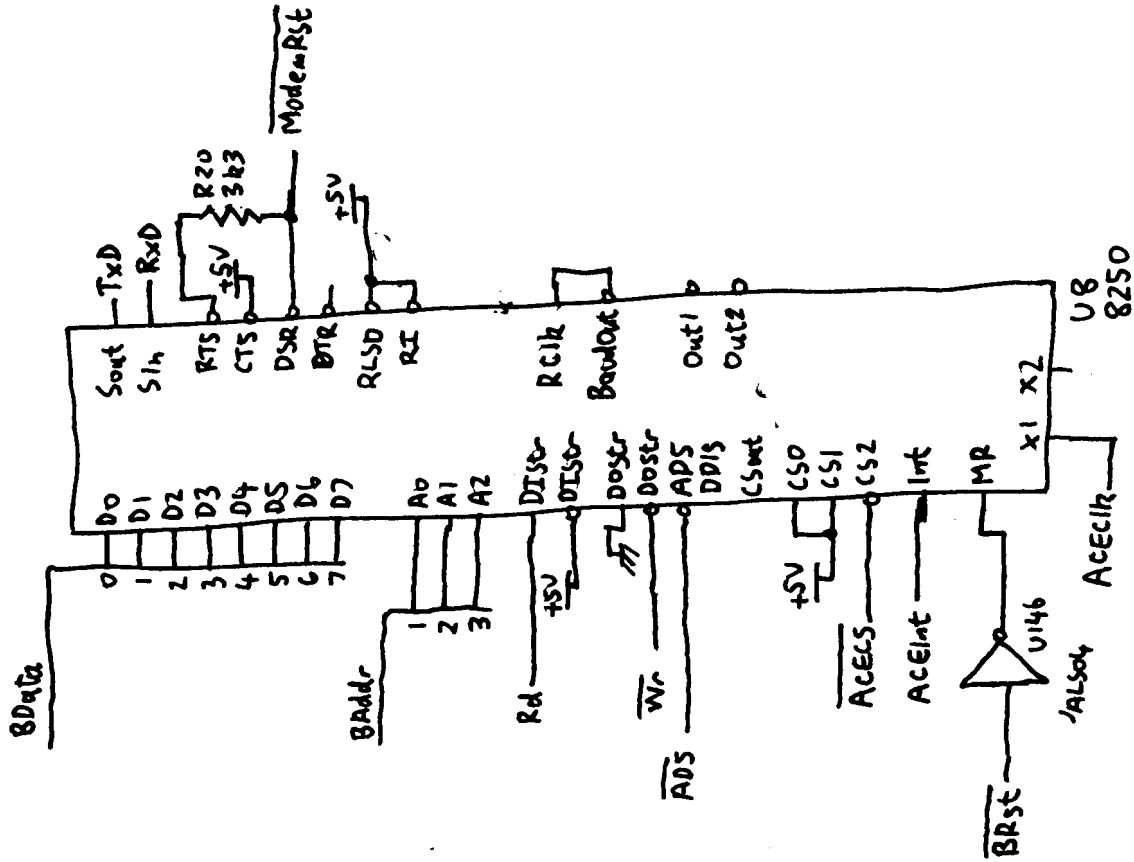 BData
0 D0
1 D1
2 D2
3 D3
4 D4
5 D5
6 D6
7 D7
BAddr
1 A0
2 A1
3 A2
Rd DIStr
+5V DIStr
DOStr
Wr DOStr
ADS ADS
DDIS
CSout
+5V CS0
CS1
ACECS CS2
ACEInt Int
BRst 'ALS04 U14b MR
ACEClk X1
X2
U8
8250
Sout TxD
SIn RxD
RTS
R20
3k3
CTS +5V
DSR ModemRst
DTR
RLSD +5V
RI
RClk
BaudOut
Out1
Out2